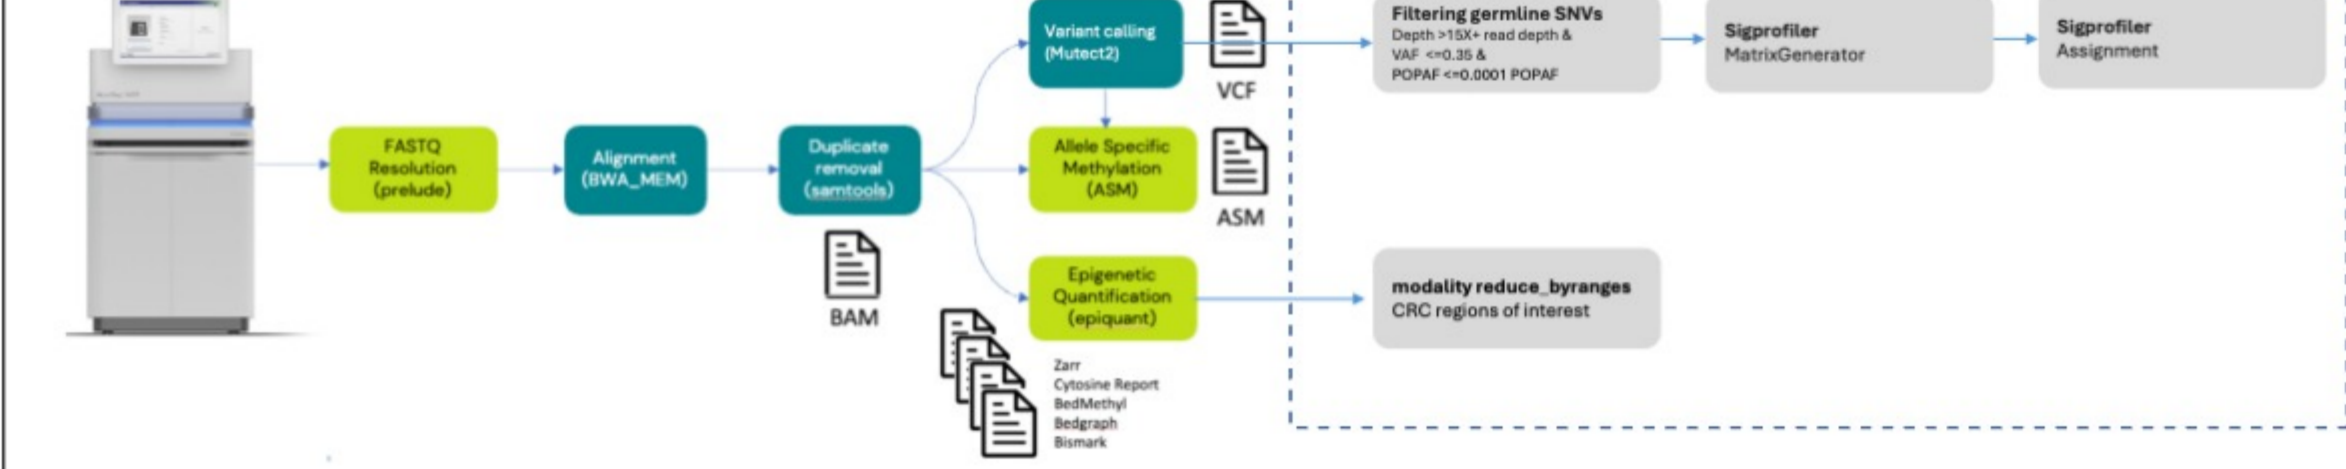 FASTQ
Resolution
(prelude)
Alignment
(BWA_MEM)
Duplicate
removal
(samtools)
BAM
Variant calling
(Mutect2)
VCF
Allele Specific
Methylation
(ASM)
ASM
Epigenetic
Quantification
(epiquant)
Zarr
Cytosine Report
BedMethyl
Bedgraph
Bismark
Filtering germline SNVs
Depth >15X+ read depth &
VAF <=0.35 &
POPAF <=0.0001 POPAF
Sigprofiler
MatrixGenerator
Sigprofiler
Assignment
modality reduce_byranges
CRC regions of interest